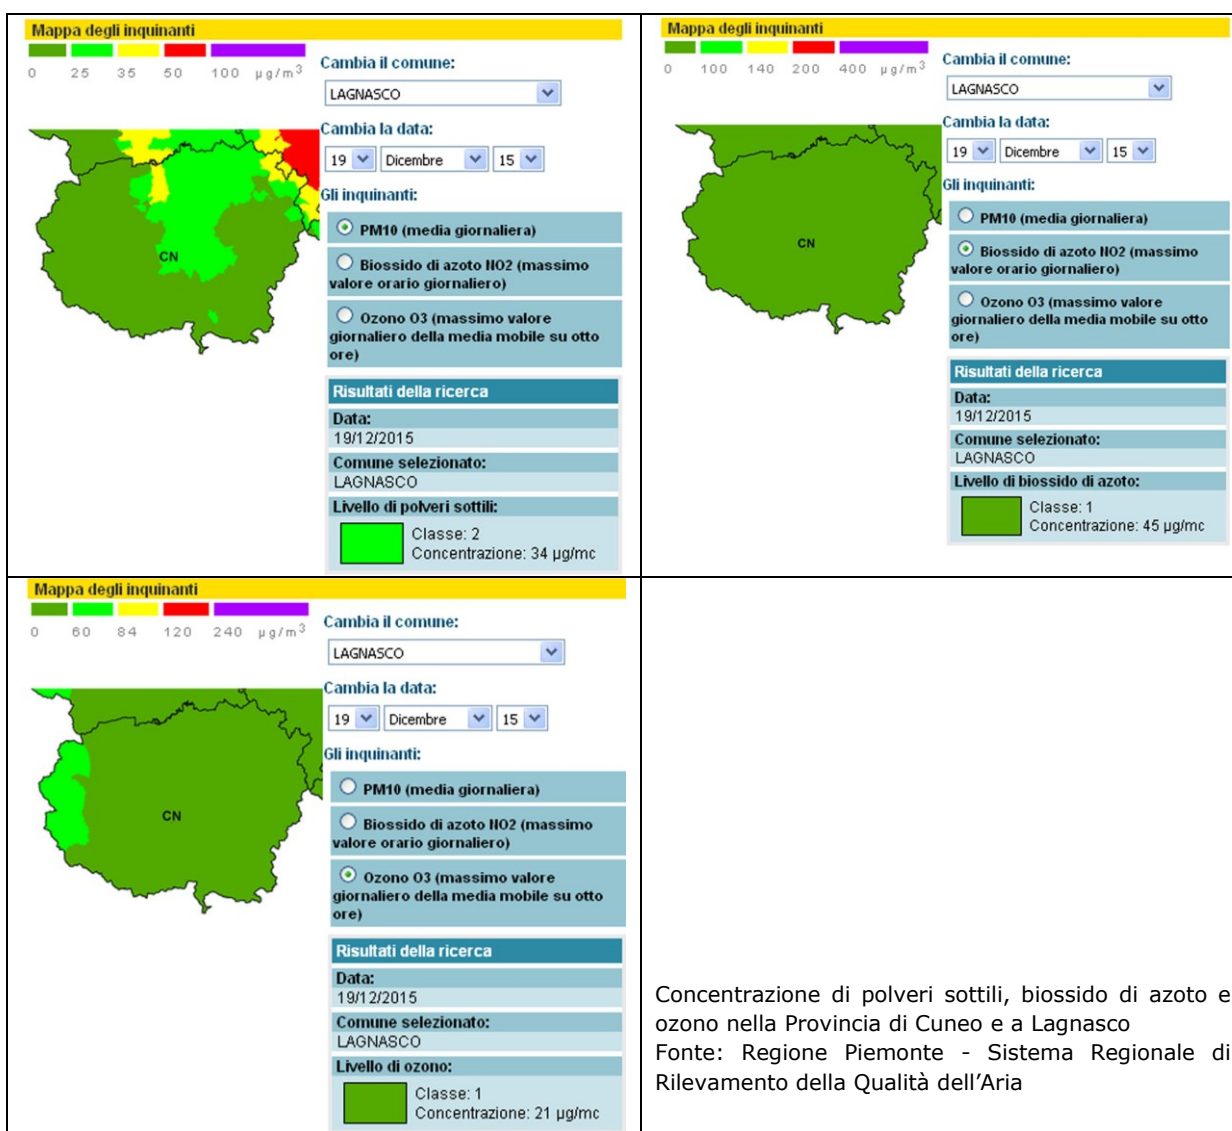 Mappa degli inquinanti
0 25 35 50 100 µg/m³
Cambia il comune:
LAGNASCO
Cambia la data:
19 Dicembre 15
Gli inquinanti:
PM10 (media giornaliera)
Biossido di azoto NO2 (massimo
valore orario giornaliero)
Ozono O3 (massimo valore
giornaliero della media mobile su otto
ore)
CN
Risultati della ricerca
Data:
19/12/2015
Comune selezionato:
LAGNASCO
Livello di polveri sottili:
Classe: 2
Concentrazione: 34 µg/mc
Mappa degli inquinanti
0 100 140 200 400 µg/m³
Cambia il comune:
LAGNASCO
Cambia la data:
19 Dicembre 15
Gli inquinanti:
PM10 (media giornaliera)
Biossido di azoto NO2 (massimo
valore orario giornaliero)
Ozono O3 (massimo valore
giornaliero della media mobile su otto
ore)
CN
Risultati della ricerca
Data:
19/12/2015
Comune selezionato:
LAGNASCO
Livello di biossido di azoto:
Classe: 1
Concentrazione: 45 µg/mc
Mappa degli inquinanti
0 60 84 120 240 µg/m³
Cambia il comune:
LAGNASCO
Cambia la data:
19 Dicembre 15
Gli inquinanti:
PM10 (media giornaliera)
Biossido di azoto NO2 (massimo
valore orario giornaliero)
Ozono O3 (massimo valore
giornaliero della media mobile su otto
ore)
CN
Risultati della ricerca
Data:
19/12/2015
Comune selezionato:
LAGNASCO
Livello di ozono:
Classe: 1
Concentrazione: 21 µg/mc
Concentrazione di polveri sottili, biossido di azoto e
ozono nella Provincia di Cuneo e a Lagnasco
Fonte: Regione Piemonte - Sistema Regionale di
Rilevamento della Qualità dell’Aria